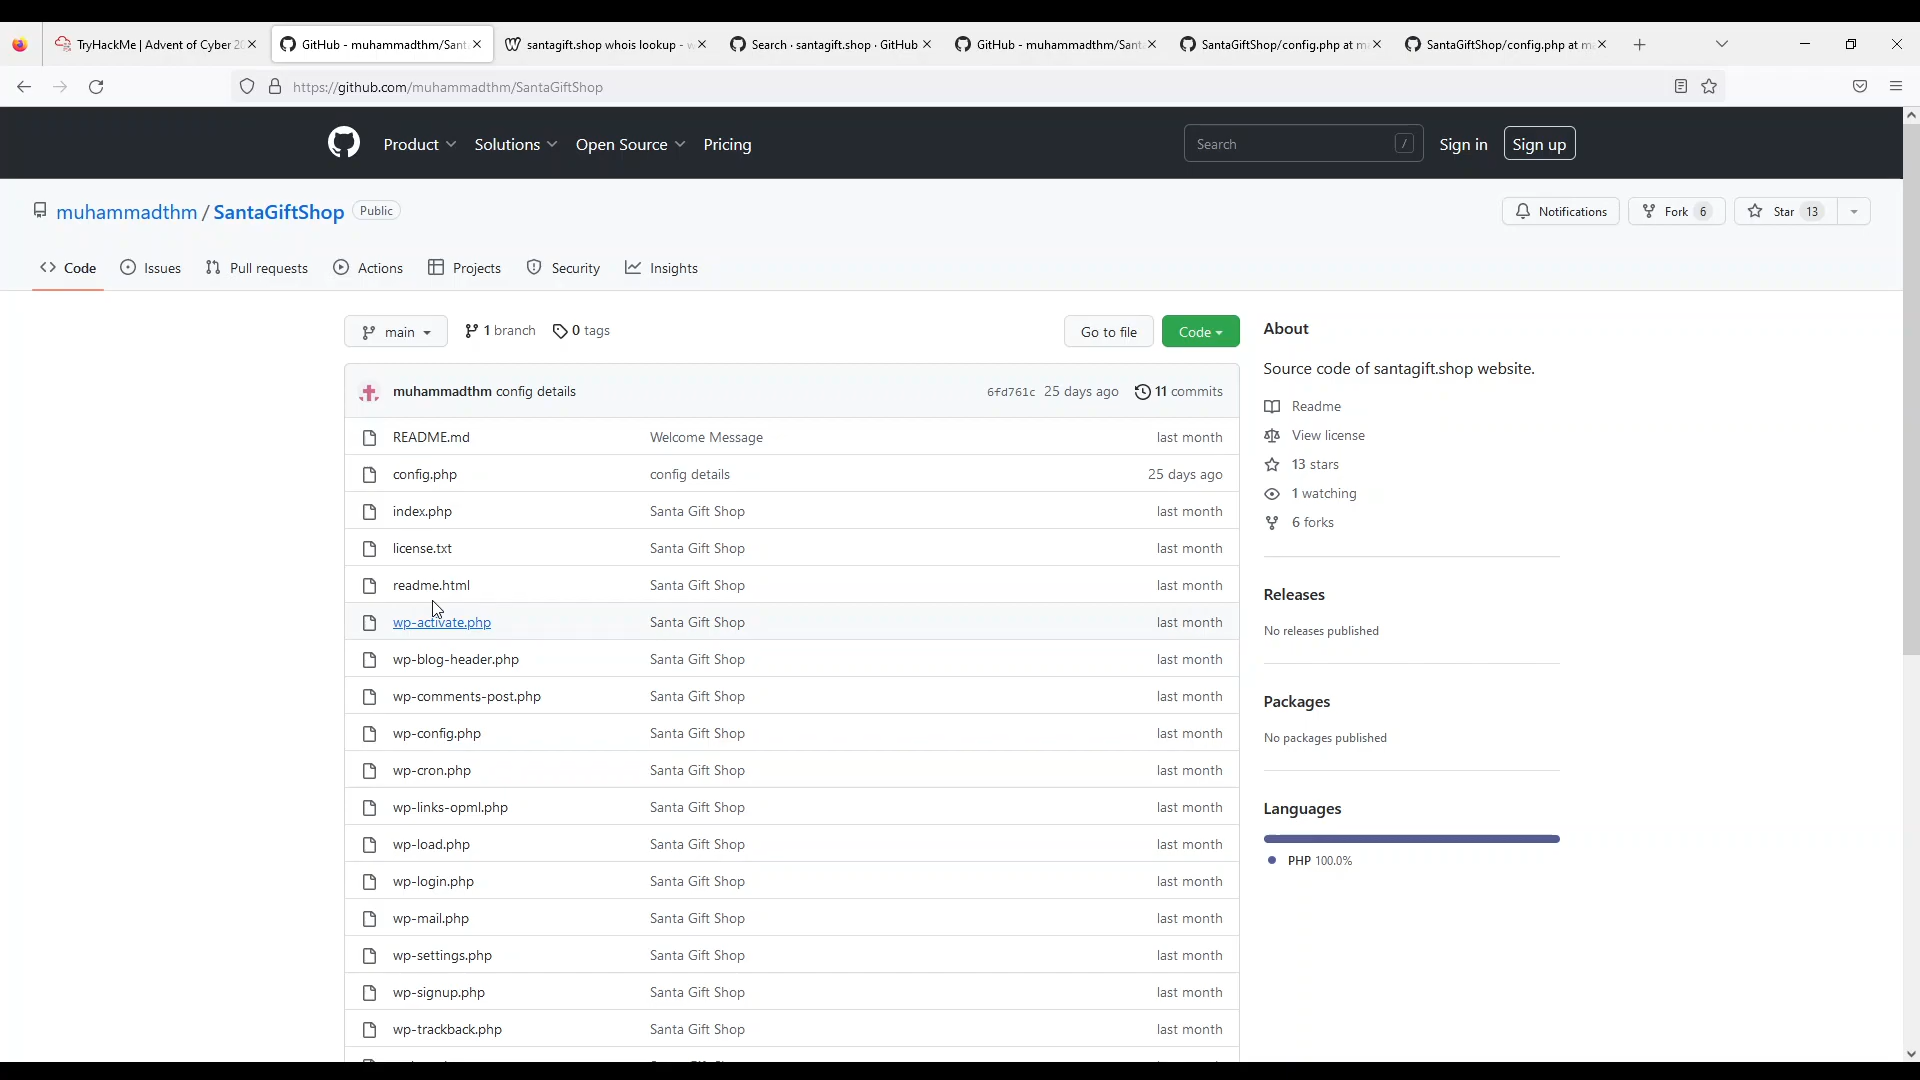 TryHackMe | Advent of Cyber 20
GitHub - muhammadthm/Sant
santagift.shop whois lookup - w
Search · santagift.shop · GitHub
GitHub - muhammadthm/Santa
SantaGiftShop/config.php at m
SantaGiftShop/config.php at ma
https://github.com/muhammadthm/SantaGiftShop
Product
Solutions
Open Source
Pricing
Search
/
Sign in
Sign up
muhammadthm / SantaGiftShop
Public
Notifications
Fork 6
Star 13
Code
Issues
Pull requests
Actions
Projects
Security
Insights
main
1 branch
0 tags
Go to file
Code
muhammadthm config details
6fd761c 25 days ago
11 commits
README.md Welcome Message last month
config.php config details 25 days ago
index.php Santa Gift Shop last month
license.txt Santa Gift Shop last month
readme.html Santa Gift Shop last month
wp-activate.php Santa Gift Shop last month
wp-blog-header.php Santa Gift Shop last month
wp-comments-post.php Santa Gift Shop last month
wp-config.php Santa Gift Shop last month
wp-cron.php Santa Gift Shop last month
wp-links-opml.php Santa Gift Shop last month
wp-load.php Santa Gift Shop last month
wp-login.php Santa Gift Shop last month
wp-mail.php Santa Gift Shop last month
wp-settings.php Santa Gift Shop last month
wp-signup.php Santa Gift Shop last month
wp-trackback.php Santa Gift Shop last month
About
Source code of santagift.shop website.
Readme
View license
13 stars
1 watching
6 forks
Releases
No releases published
Packages
No packages published
Languages
PHP 100.0%